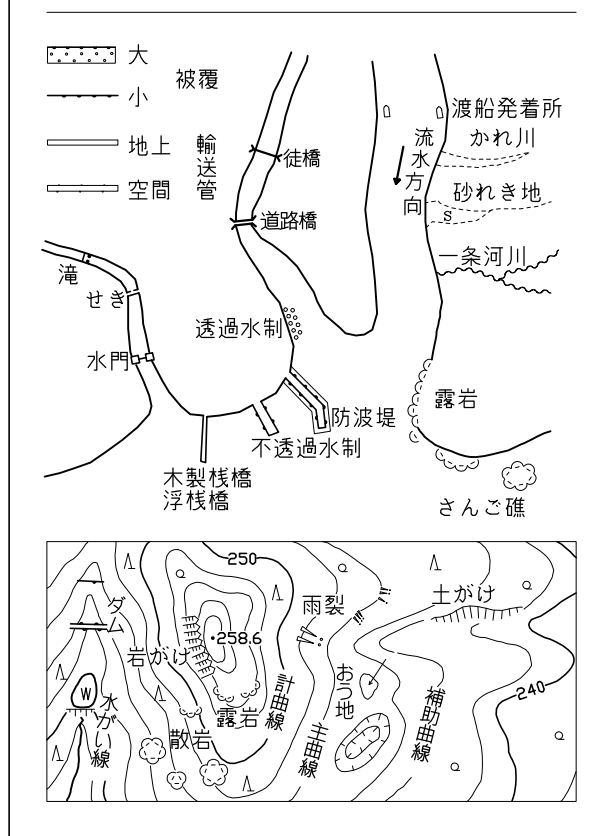 大
小
被覆
地上
空間
輸送管
徒橋
道路橋
渡船発着所
かれ川
流水方向
砂れき地
s
一条河川
滝
せき
水門
透過水制
防波堤
不透過水制
木製桟橋
浮桟橋
露岩
さんご礁
250
ダム
雨裂
土がけ
・258.6
岩がけ
おう地
計曲線
補助曲線
240
W
水がい線
露岩
散岩
主曲線